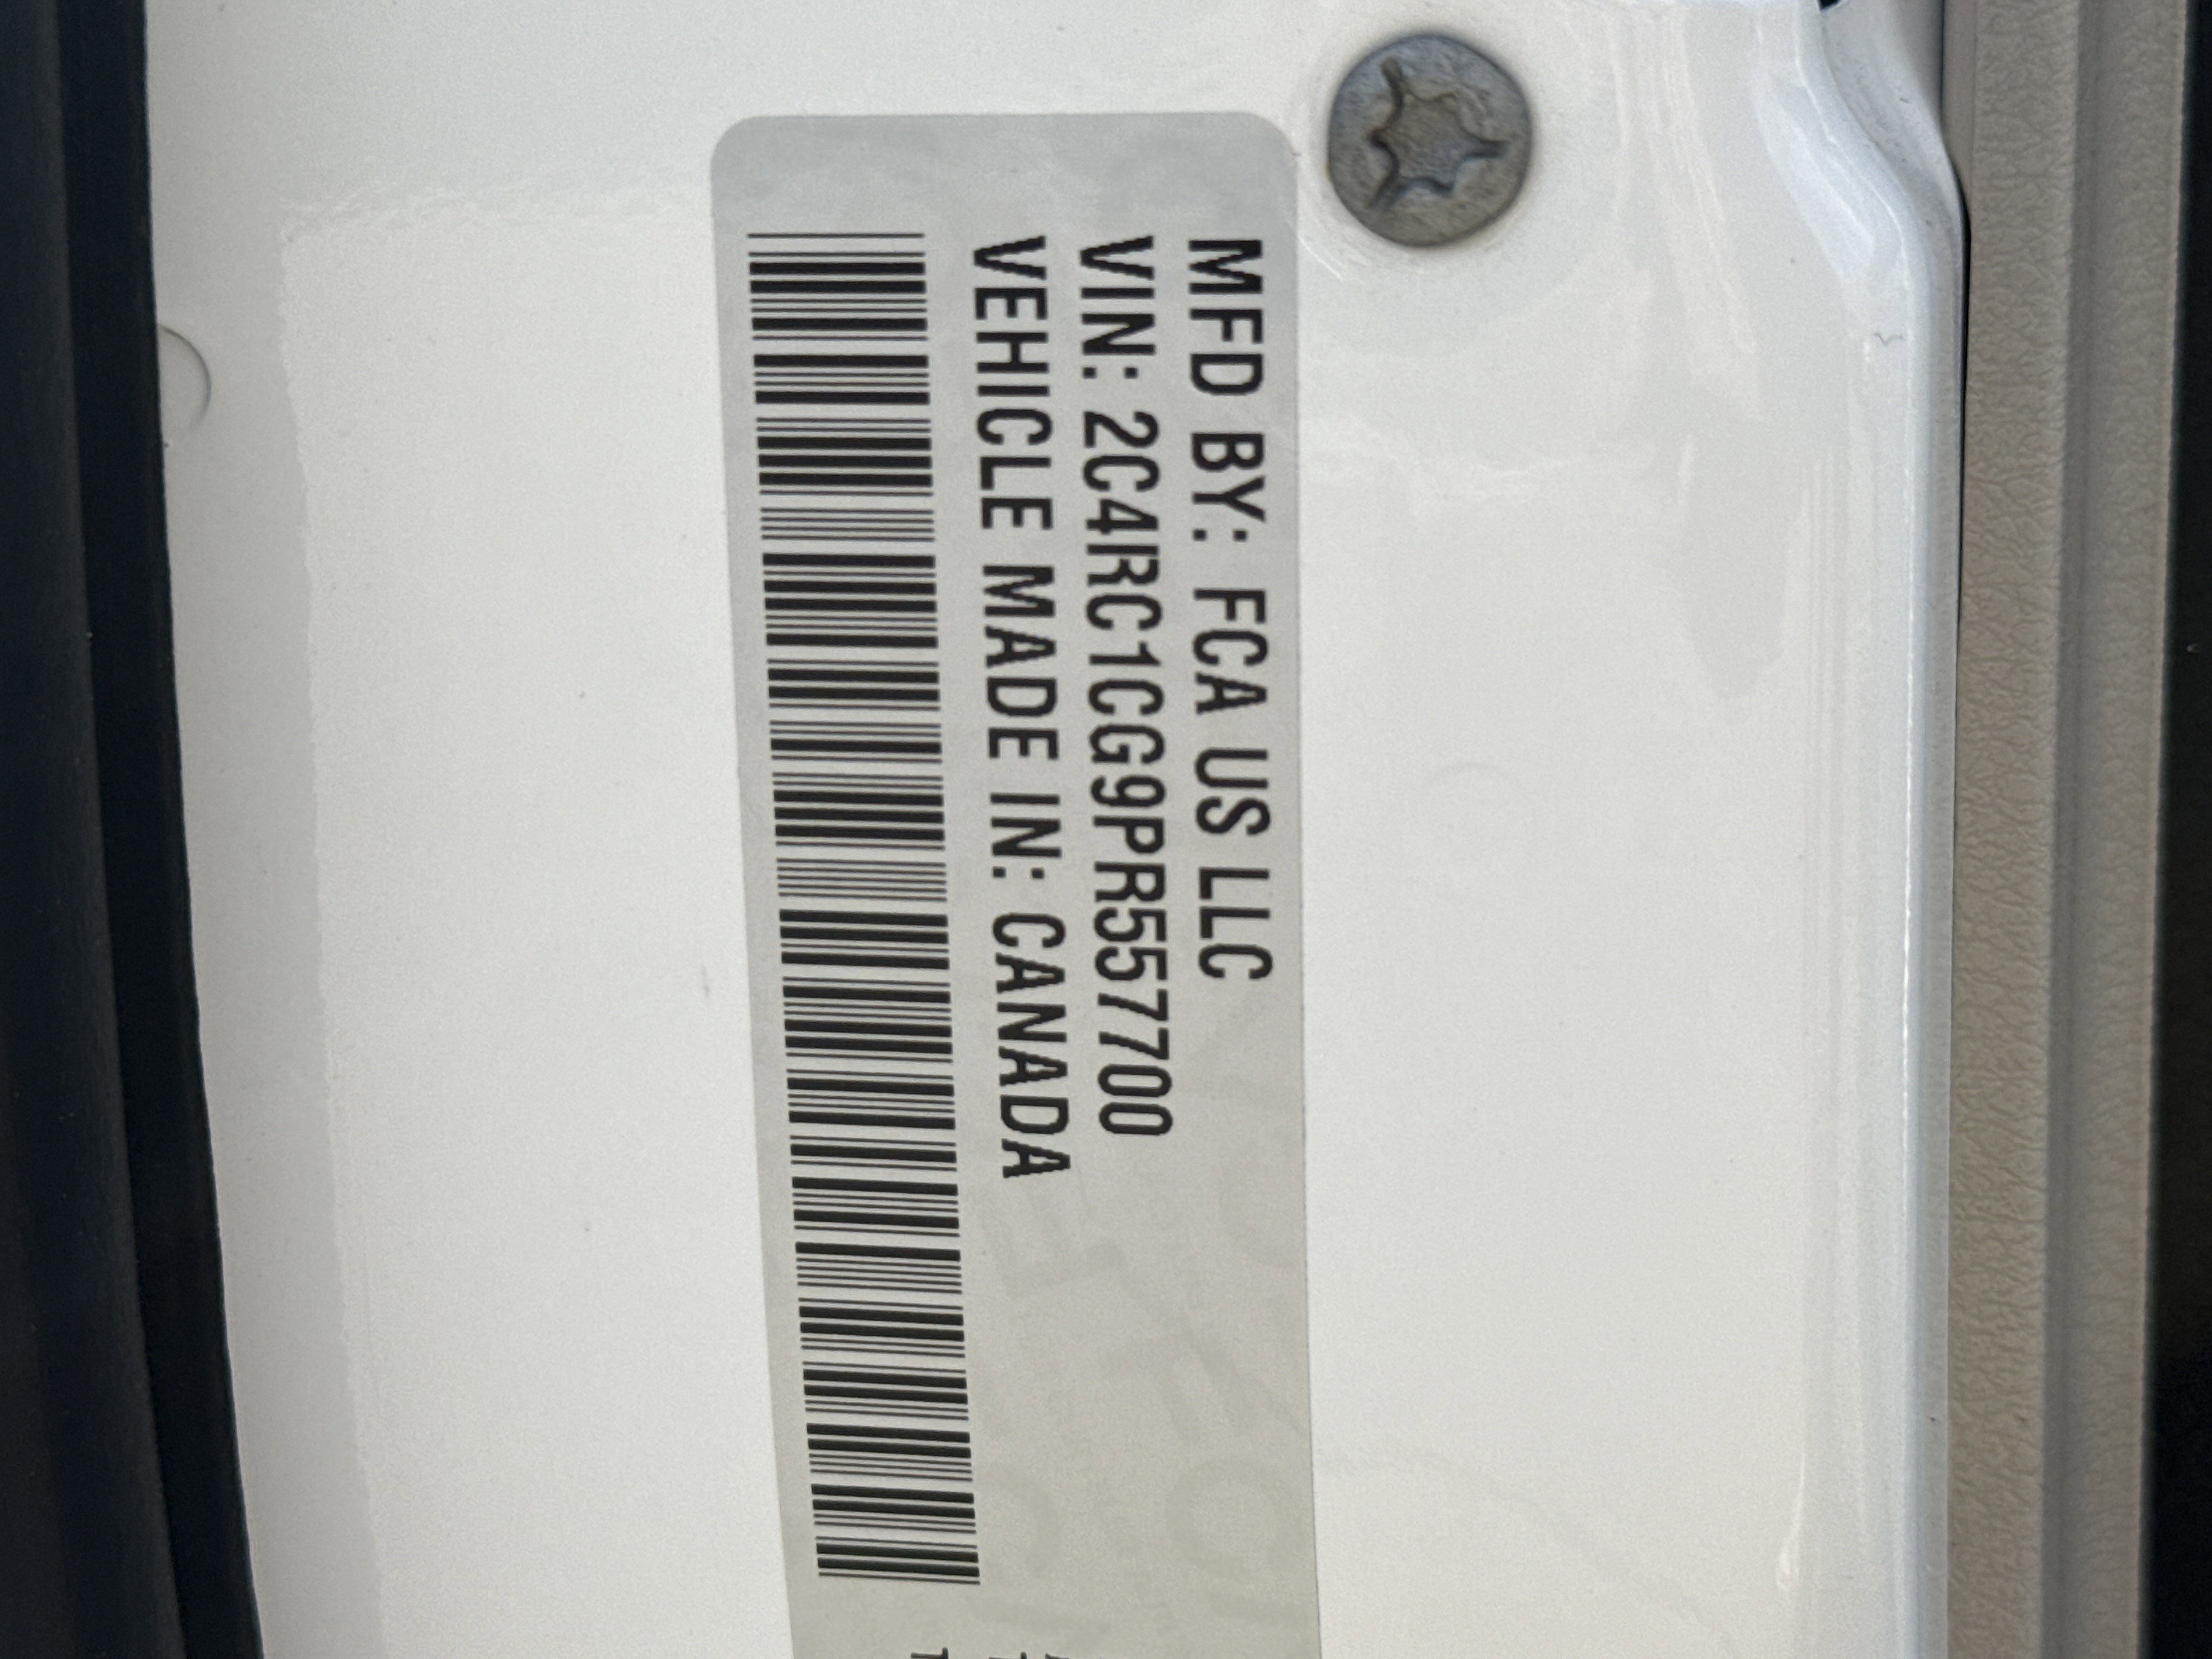 MFD BY: FCA US LLC
VIN: 2C4RC1CG9PR557700
VEHICLE MADE IN: CANADA